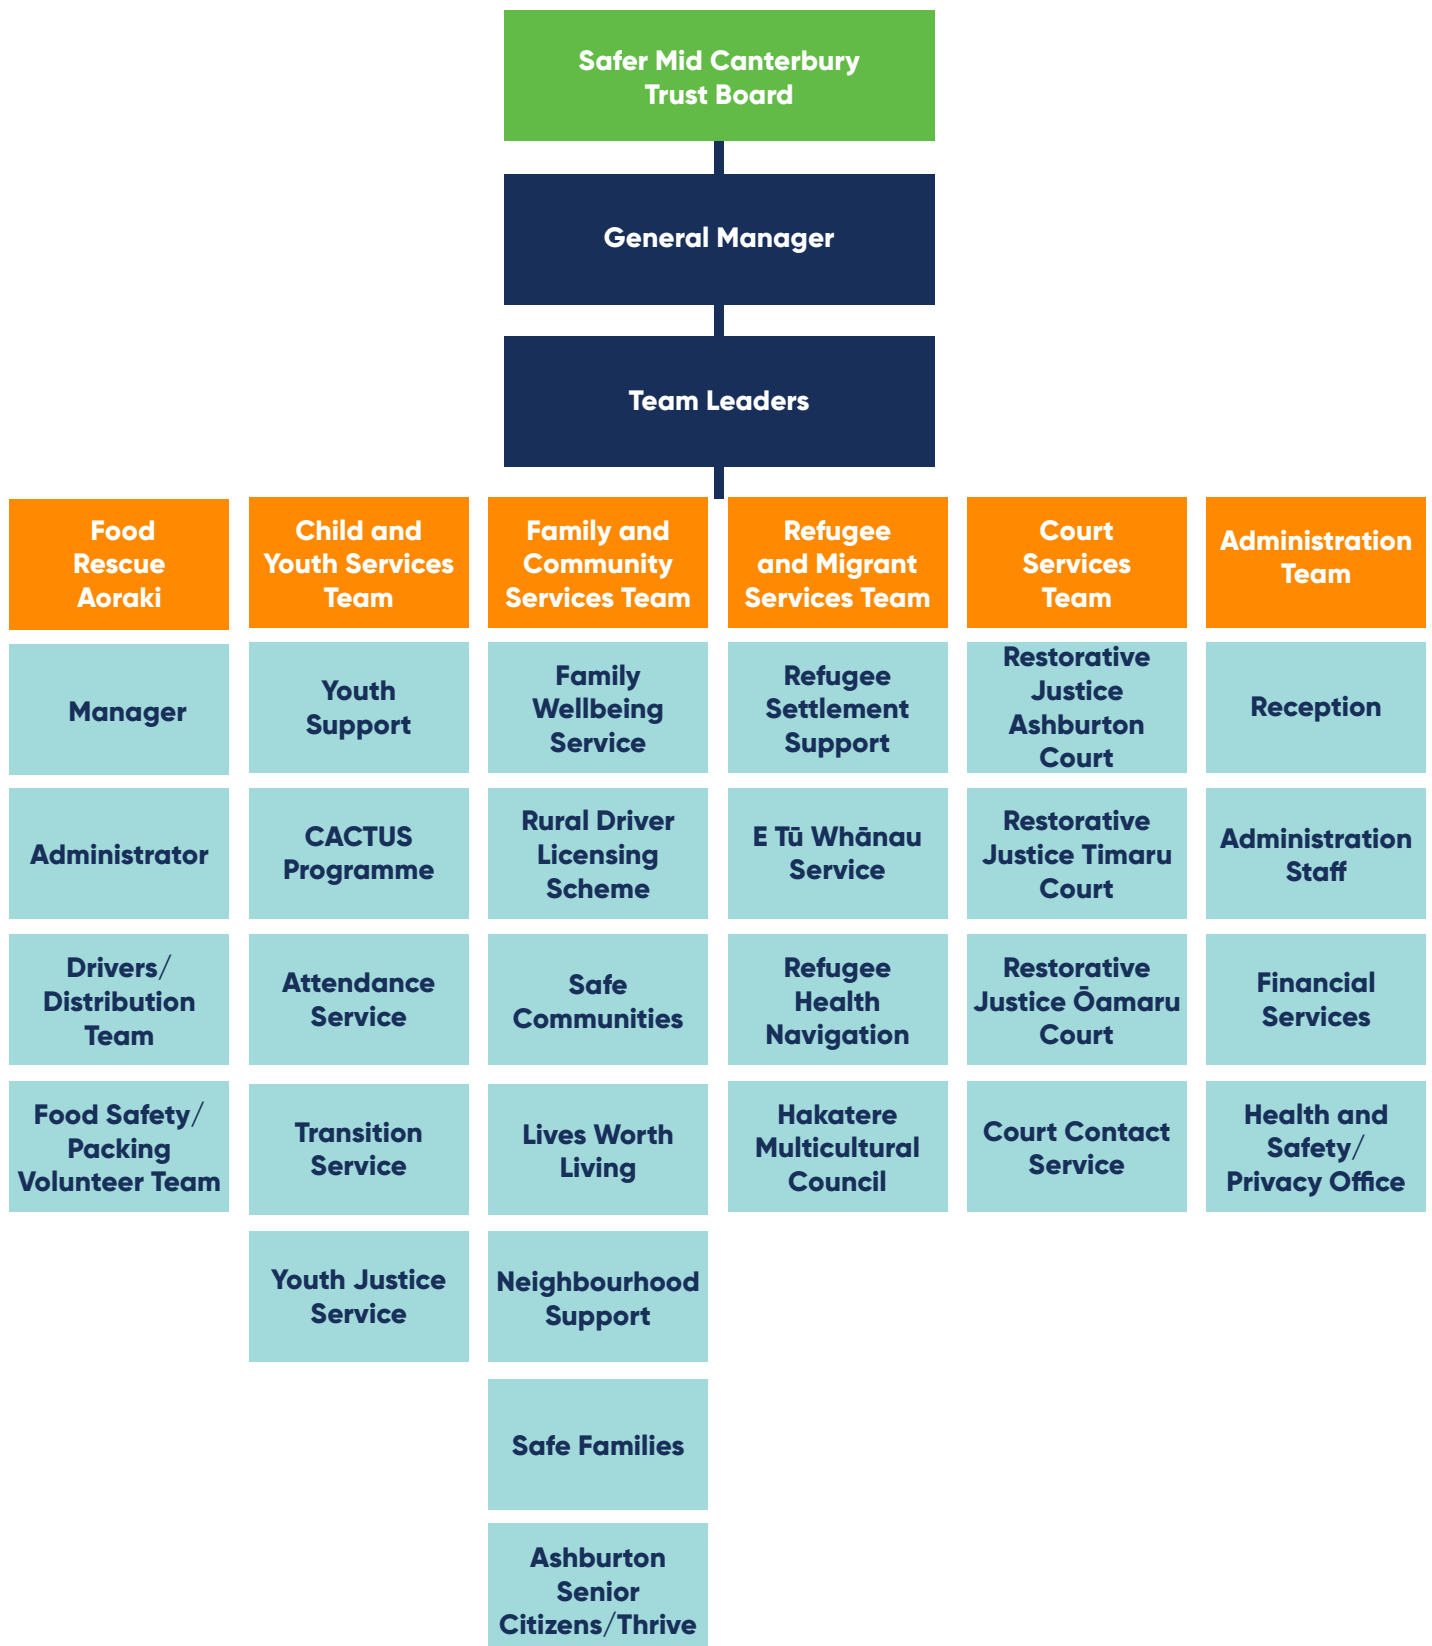 Safer Mid Canterbury
Trust Board
General Manager
Team Leaders
Food
Rescue
Aoraki
Manager
Administrator
Drivers/
Distribution
Team
Food Safety/
Packing
Volunteer Team
Child and
Youth Services
Team
Youth
Support
CACTUS
Programme
Attendance
Service
Transition
Service
Youth Justice
Service
Family and
Community
Services Team
Family
Wellbeing
Service
Rural Driver
Licensing
Scheme
Safe
Communities
Lives Worth
Living
Neighbourhood
Support
Safe Families
Ashburton
Senior
Citizens/Thrive
Refugee
and Migrant
Services Team
Refugee
Settlement
Support
E Tū Whānau
Service
Refugee
Health
Navigation
Hakatere
Multicultural
Council
Court
Services
Team
Restorative
Justice
Ashburton
Court
Restorative
Justice Timaru
Court
Restorative
Justice Ōamaru
Court
Court Contact
Service
Administration
Team
Reception
Administration
Staff
Financial
Services
Health and
Safety/
Privacy Office